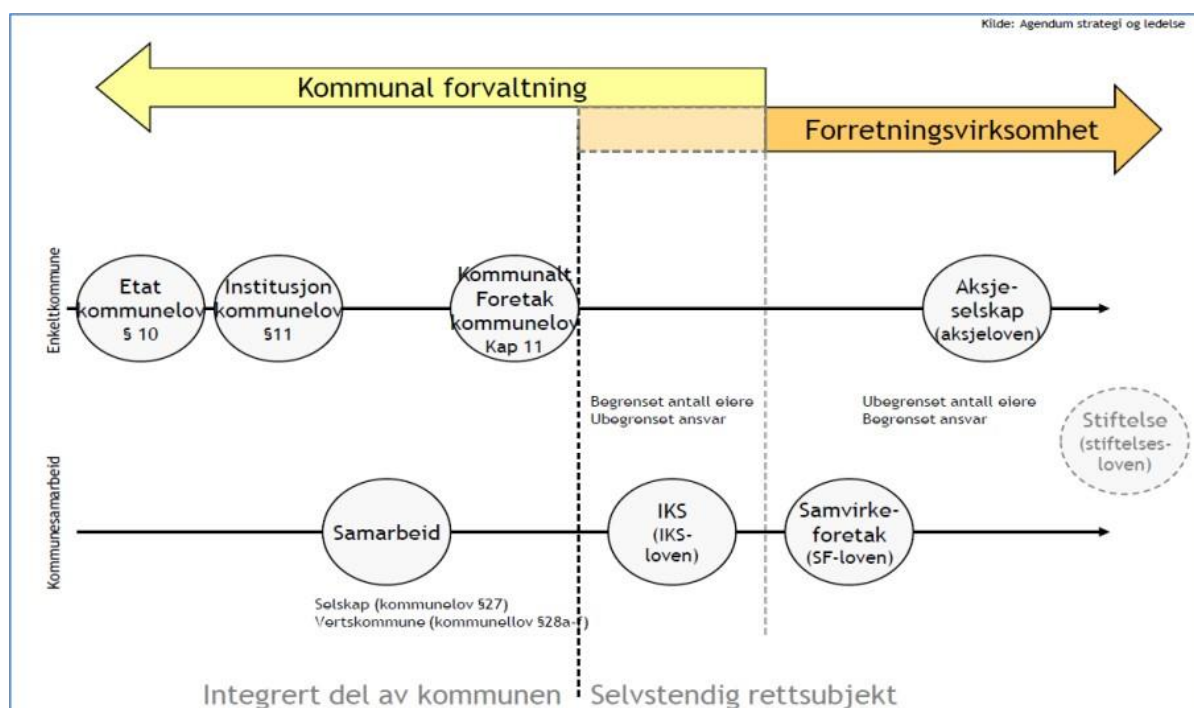 Kilde: Agendum strategi og ledelse
Kommunal forvaltning
Forretningsvirksomhet
Enkeltkommune
Etat
kommunelov
§ 10
Institusjon
kommunelov
§11
Kommunalt
Foretak
kommunelov
Kap 11
Aksje-
selskap
(aksjeloven)
Begrenset antall eiere
Ubegrenset ansvar
Ubegrenset antall eiere
Begrenset ansvar
Stiftelse
(stiftelses-
loven)
Kommunesamarbeid
Samarbeid
IKS
(IKS-
loven)
Samvirke-
foretak
(SF-loven)
Selskap (kommunelov §27)
Vertskommune (kommunellov §28a-f)
Integrert del av kommunen
Selvstendig rettsubjekt